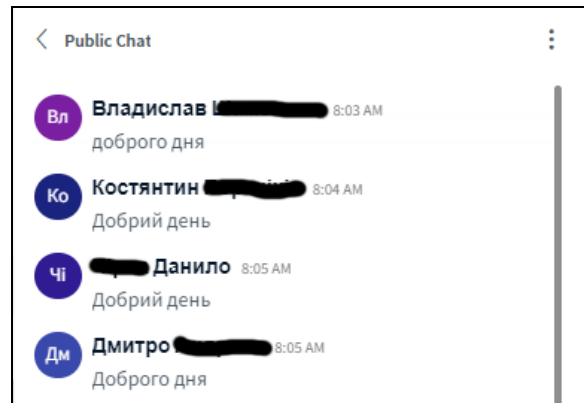 Public Chat
Вл
Владислав
8:03 AM
доброго дня
Ко
Костянтин
8:04 AM
Добрий день
Чі
Данило 8:05 AM
Добрий день
Дм
Дмитро
8:05 AM
Доброго дня